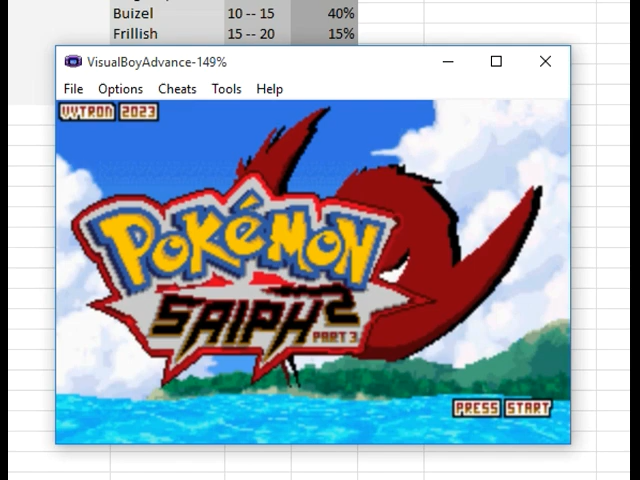 Buizel 10 -- 15 40%
Frillish 15 -- 20 15%
VisualBoyAdvance-149%
File Options Cheats Tools Help
VYTRON 2023
POKéMON
SAIPH 2
PART 3
PRESS START